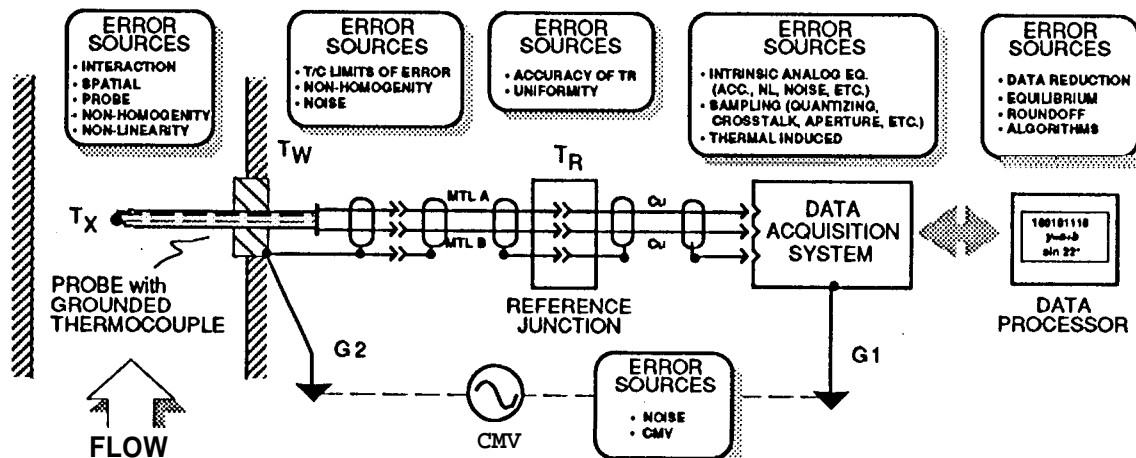 ERROR
SOURCES
• INTERACTION
• SPATIAL
• PROBE
• NON-HOMOGENITY
• NON-LINEARITY
ERROR
SOURCES
• T/C LIMITS OF ERROR
• NON-HOMOGENITY
• NOISE
ERROR
SOURCES
• ACCURACY OF TR
• UNIFORMITY
ERROR
SOURCES
• INTRINSIC ANALOG EQ.
(ACC., NL, NOISE, ETC.)
• SAMPLING (QUANTIZING,
CROSSTALK, APERTURE, ETC.)
• THERMAL INDUCED
ERROR
SOURCES
• DATA REDUCTION
• EQUILIBRIUM
• ROUNDOFF
• ALGORITHMS
TW
TR
TX
MTL A
MTL B
Cu
Cu
DATA
ACQUISITION
SYSTEM
100101110
y=a+b
sin 22°
PROBE with
GROUNDED
THERMOCOUPLE
REFERENCE
JUNCTION
DATA
PROCESSOR
G2
G1
ERROR
SOURCES
• NOISE
• CMV
CMV
FLOW